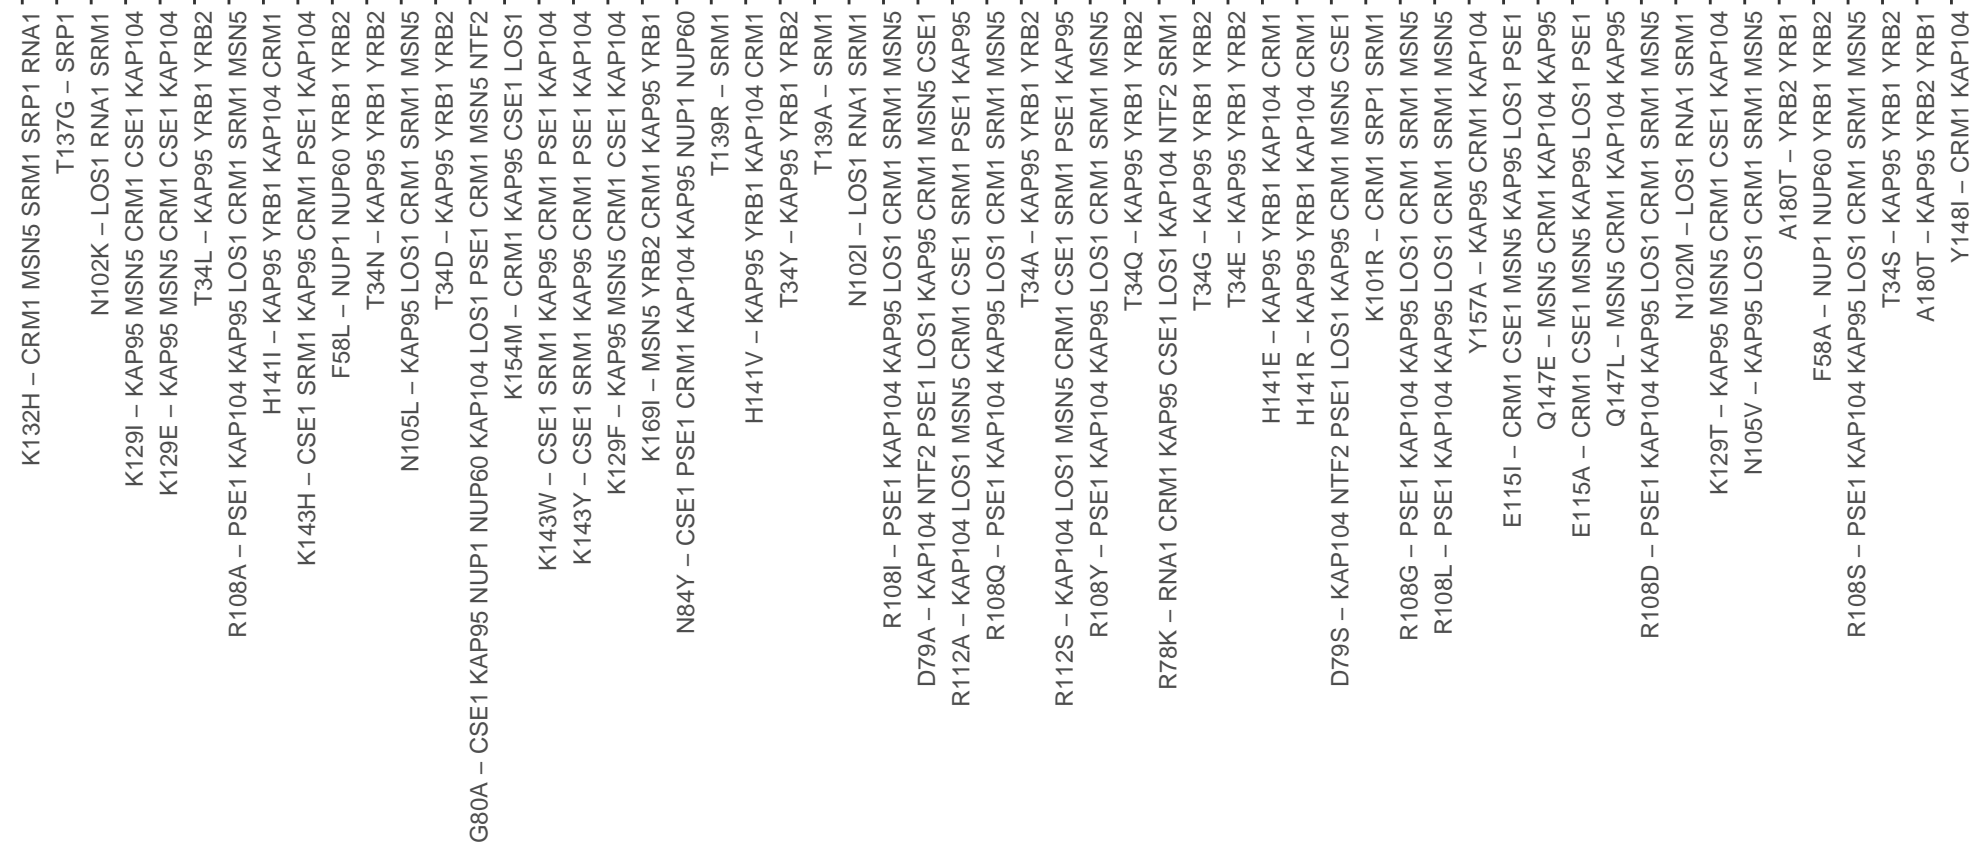 K132H – CRM1 MSN5 SRM1 SRP1 RNA1
T137G – SRP1
N102K – LOS1 RNA1 SRM1
K129I – KAP95 MSN5 CRM1 CSE1 KAP104
K129E – KAP95 MSN5 CRM1 CSE1 KAP104
T34L – KAP95 YRB1 YRB2
R108A – PSE1 KAP104 KAP95 LOS1 CRM1 SRM1 MSN5
H141I – KAP95 YRB1 KAP104 CRM1
K143H – CSE1 SRM1 KAP95 CRM1 PSE1 KAP104
F58L – NUP1 NUP60 YRB1 YRB2
T34N – KAP95 YRB1 YRB2
N105L – KAP95 LOS1 CRM1 SRM1 MSN5
T34D – KAP95 YRB1 YRB2
G80A – CSE1 KAP95 NUP1 NUP60 KAP104 LOS1 PSE1 CRM1 MSN5 NTF2
K154M – CRM1 KAP95 CSE1 LOS1
K143W – CSE1 SRM1 KAP95 CRM1 PSE1 KAP104
K143Y – CSE1 SRM1 KAP95 CRM1 PSE1 KAP104
K129F – KAP95 MSN5 CRM1 CSE1 KAP104
K169I – MSN5 YRB2 CRM1 KAP95 YRB1
N84Y – CSE1 PSE1 CRM1 KAP104 KAP95 NUP1 NUP60
T139R – SRM1
H141V – KAP95 YRB1 KAP104 CRM1
T34Y – KAP95 YRB1 YRB2
T139A – SRM1
N102I – LOS1 RNA1 SRM1
R108I – PSE1 KAP104 KAP95 LOS1 CRM1 SRM1 MSN5
D79A – KAP104 NTF2 PSE1 LOS1 KAP95 CRM1 MSN5 CSE1
R112A – KAP104 LOS1 MSN5 CRM1 CSE1 SRM1 PSE1 KAP95
R108Q – PSE1 KAP104 KAP95 LOS1 CRM1 SRM1 MSN5
T34A – KAP95 YRB1 YRB2
R112S – KAP104 LOS1 MSN5 CRM1 CSE1 SRM1 PSE1 KAP95
R108Y – PSE1 KAP104 KAP95 LOS1 CRM1 SRM1 MSN5
T34Q – KAP95 YRB1 YRB2
R78K – RNA1 CRM1 KAP95 CSE1 LOS1 KAP104 NTF2 SRM1
T34G – KAP95 YRB1 YRB2
T34E – KAP95 YRB1 YRB2
H141E – KAP95 YRB1 KAP104 CRM1
H141R – KAP95 YRB1 KAP104 CRM1
D79S – KAP104 NTF2 PSE1 LOS1 KAP95 CRM1 MSN5 CSE1
K101R – CRM1 SRP1 SRM1
R108G – PSE1 KAP104 KAP95 LOS1 CRM1 SRM1 MSN5
R108L – PSE1 KAP104 KAP95 LOS1 CRM1 SRM1 MSN5
Y157A – KAP95 CRM1 KAP104
E115I – CRM1 CSE1 MSN5 KAP95 LOS1 PSE1
Q147E – MSN5 CRM1 KAP104 KAP95
E115A – CRM1 CSE1 MSN5 KAP95 LOS1 PSE1
Q147L – MSN5 CRM1 KAP104 KAP95
R108D – PSE1 KAP104 KAP95 LOS1 CRM1 SRM1 MSN5
N102M – LOS1 RNA1 SRM1
K129T – KAP95 MSN5 CRM1 CSE1 KAP104
N105V – KAP95 LOS1 CRM1 SRM1 MSN5
A180T – YRB2 YRB1
F58A – NUP1 NUP60 YRB1 YRB2
R108S – PSE1 KAP104 KAP95 LOS1 CRM1 SRM1 MSN5
T34S – KAP95 YRB1 YRB2
A180T – KAP95 YRB2 YRB1
Y148I – CRM1 KAP104